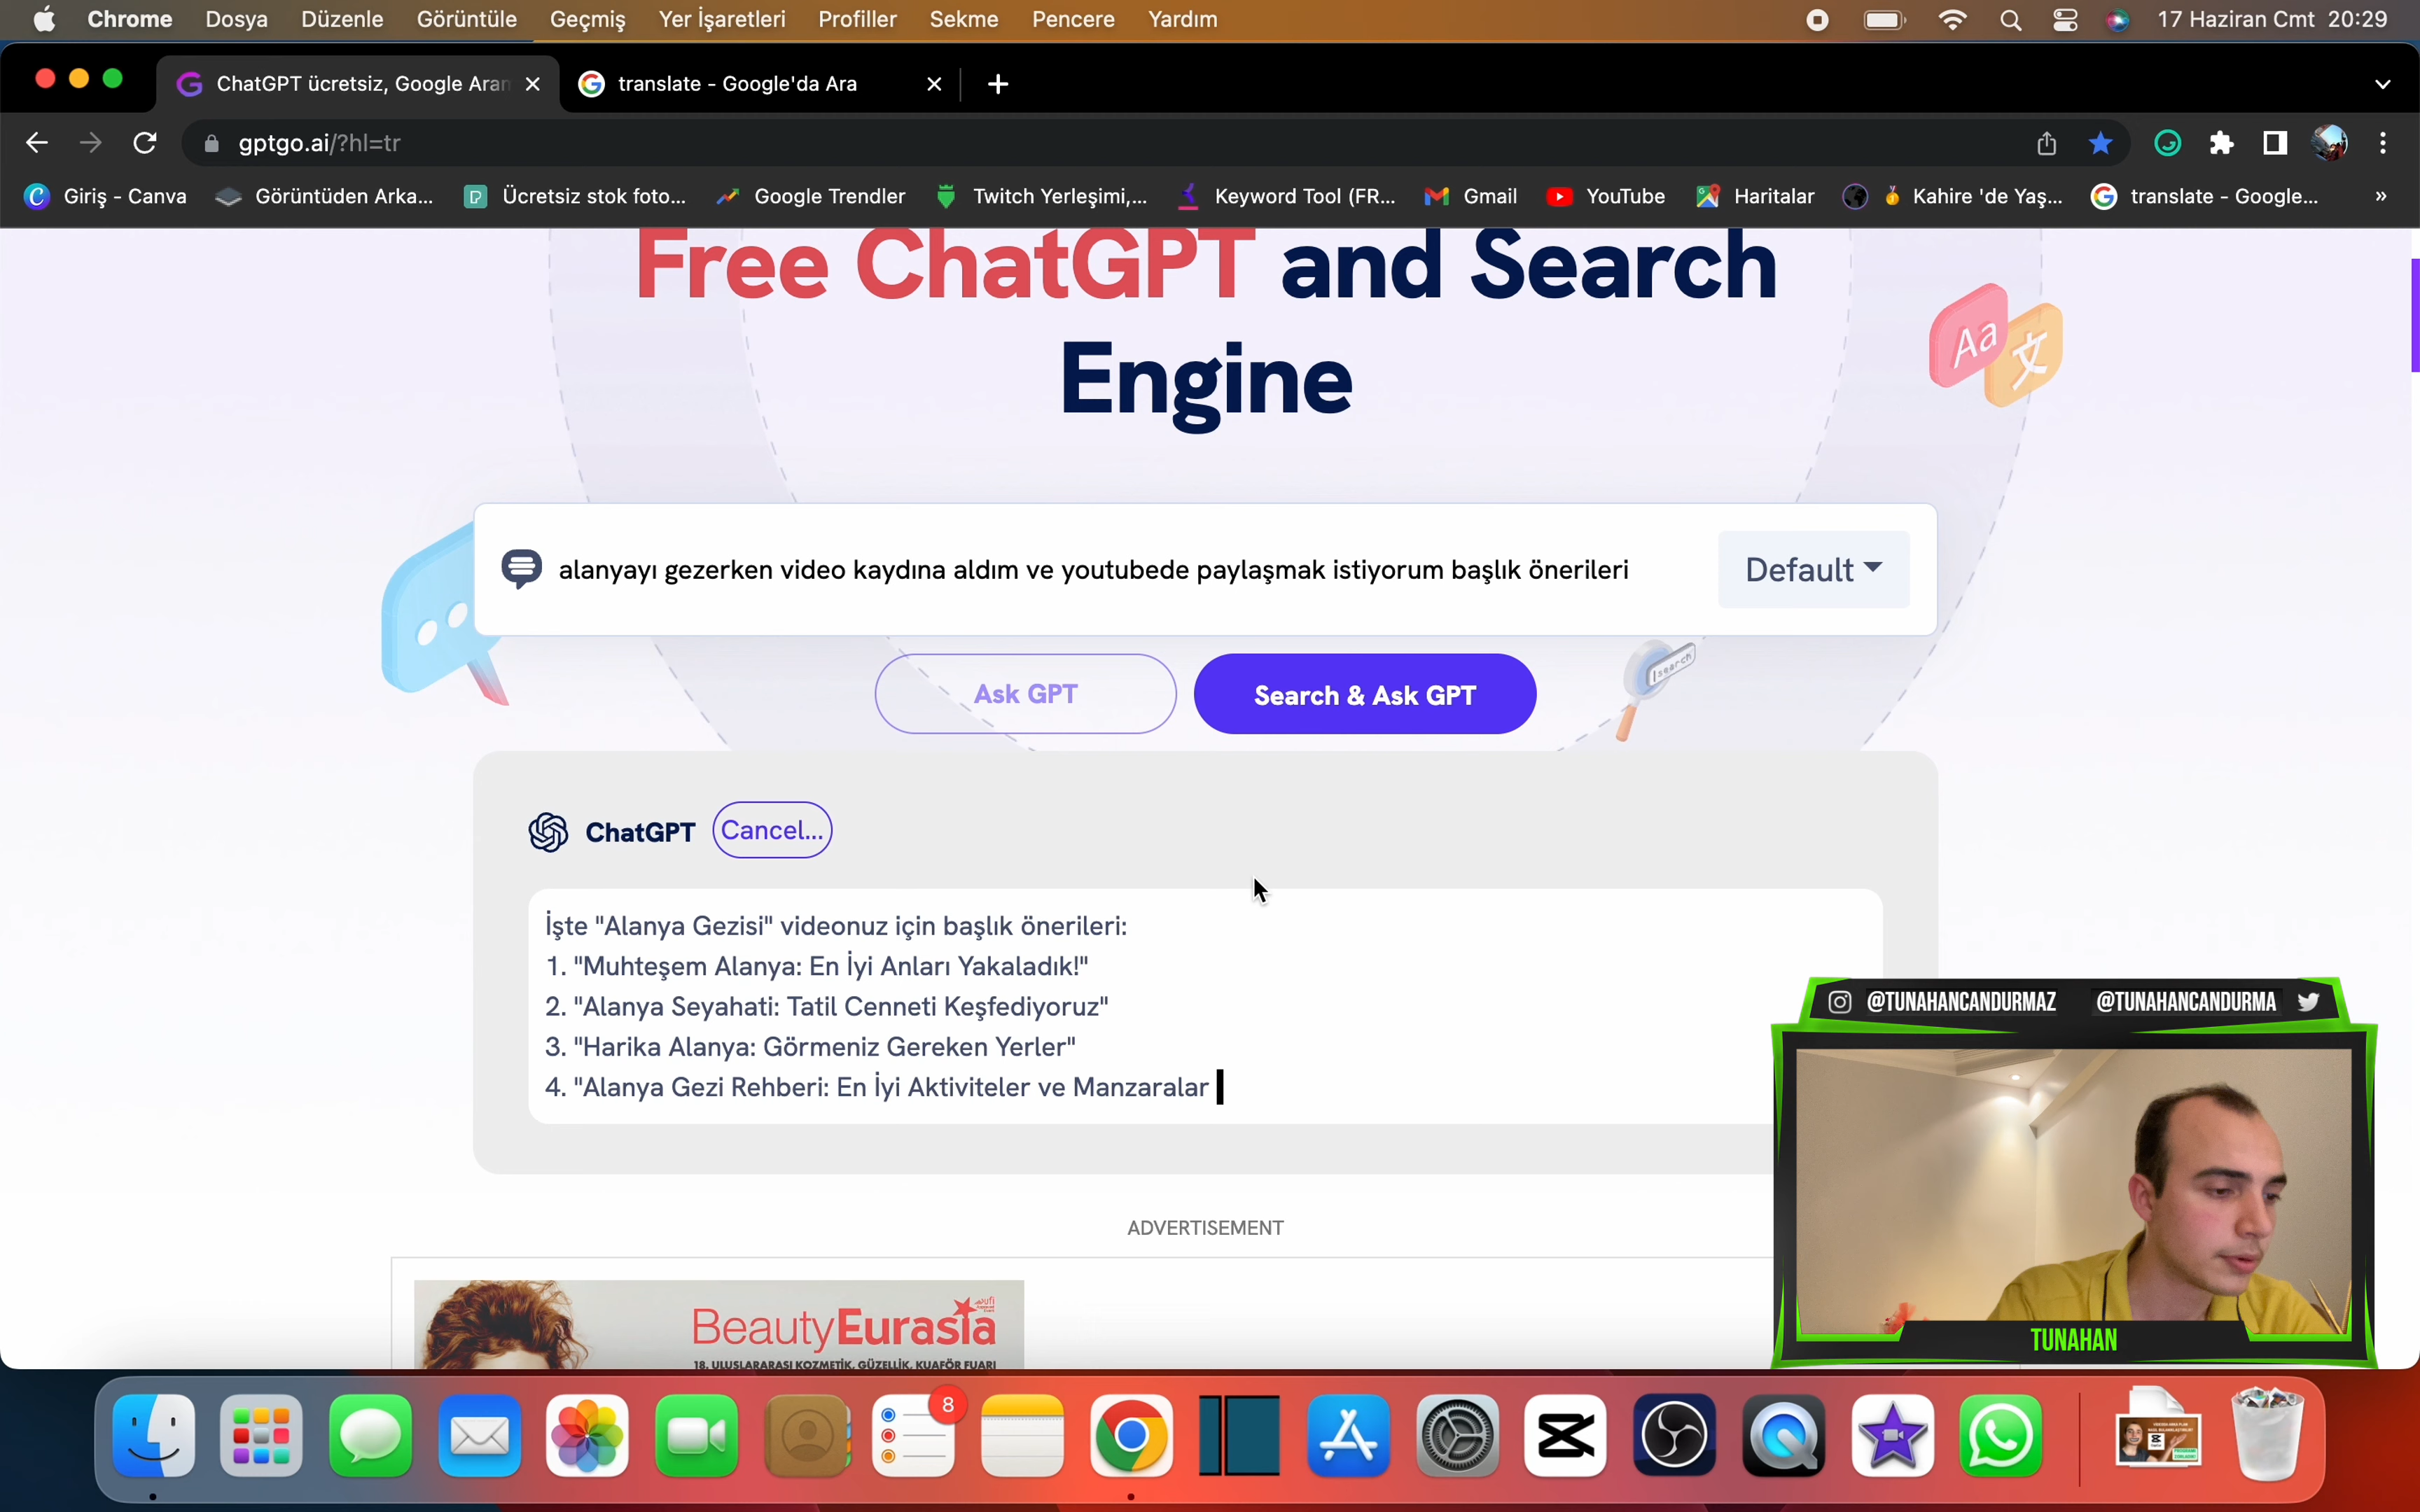 Chrome Dosya Düzenle Görüntüle Geçmiş Yer İşaretleri Profiller Sekme Pencere Yardım 17 Haziran Cmt 20:29
ChatGPT ücretsiz, Google Aran translate - Google'da Ara
gptgo.ai/?hl=tr
Giriş - Canva Görüntüden Arka... Ücretsiz stok foto... Google Trendler Twitch Yerleşimi,... Keyword Tool (FR... Gmail YouTube Haritalar Kahire 'de Yaş... translate - Google...
Free ChatGPT and Search
Engine
Aa 文
alanyayı gezerken video kaydına aldım ve youtubede paylaşmak istiyorum başlık önerileri
Default
Ask GPT
Search & Ask GPT
search
ChatGPT Cancel...
İşte "Alanya Gezisi" videonuz için başlık önerileri:
1. "Muhteşem Alanya: En İyi Anları Yakaladık!"
2. "Alanya Seyahati: Tatil Cenneti Keşfediyoruz"
3. "Harika Alanya: Görmeniz Gereken Yerler"
4. "Alanya Gezi Rehberi: En İyi Aktiviteler ve Manzaralar
@TUNAHANCANDURMAZ @TUNAHANCANDURMA
TUNAHAN
ADVERTISEMENT
BeautyEurasia
18. ULUSLARARASI KOZMETİK, GÜZELLİK, KUAFÖR FUARI
8